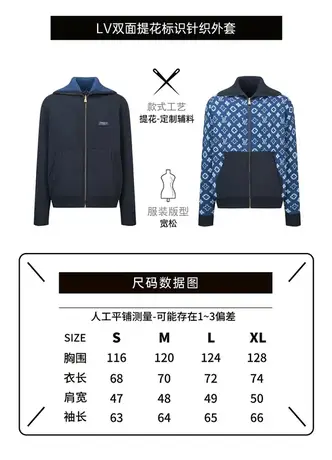 LV双面提花标识针织外套
款式工艺
提花-定制辅料
服装版型
宽松
尺码数据图
人工平铺测量-可能存在1~3偏差
SIZE S M L XL
胸围 116 120 124 128
衣长 68 70 72 74
肩宽 47 48 49 50
袖长 63 64 65 66